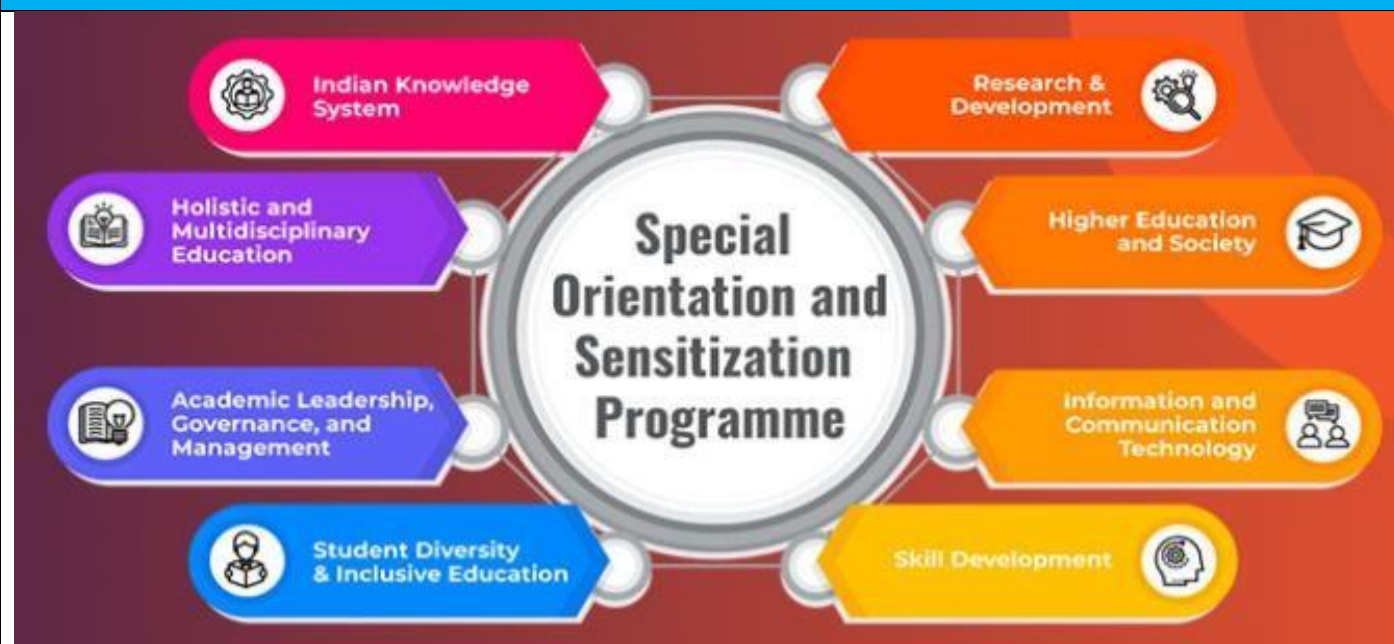 Indian Knowledge
System
Holistic and
Multidisciplinary
Education
Academic Leadership,
Governance, and
Management
Student Diversity
& Inclusive Education
Special
Orientation and
Sensitization
Programme
Research &
Development
Higher Education
and Society
Information and
Communication
Technology
Skill Development